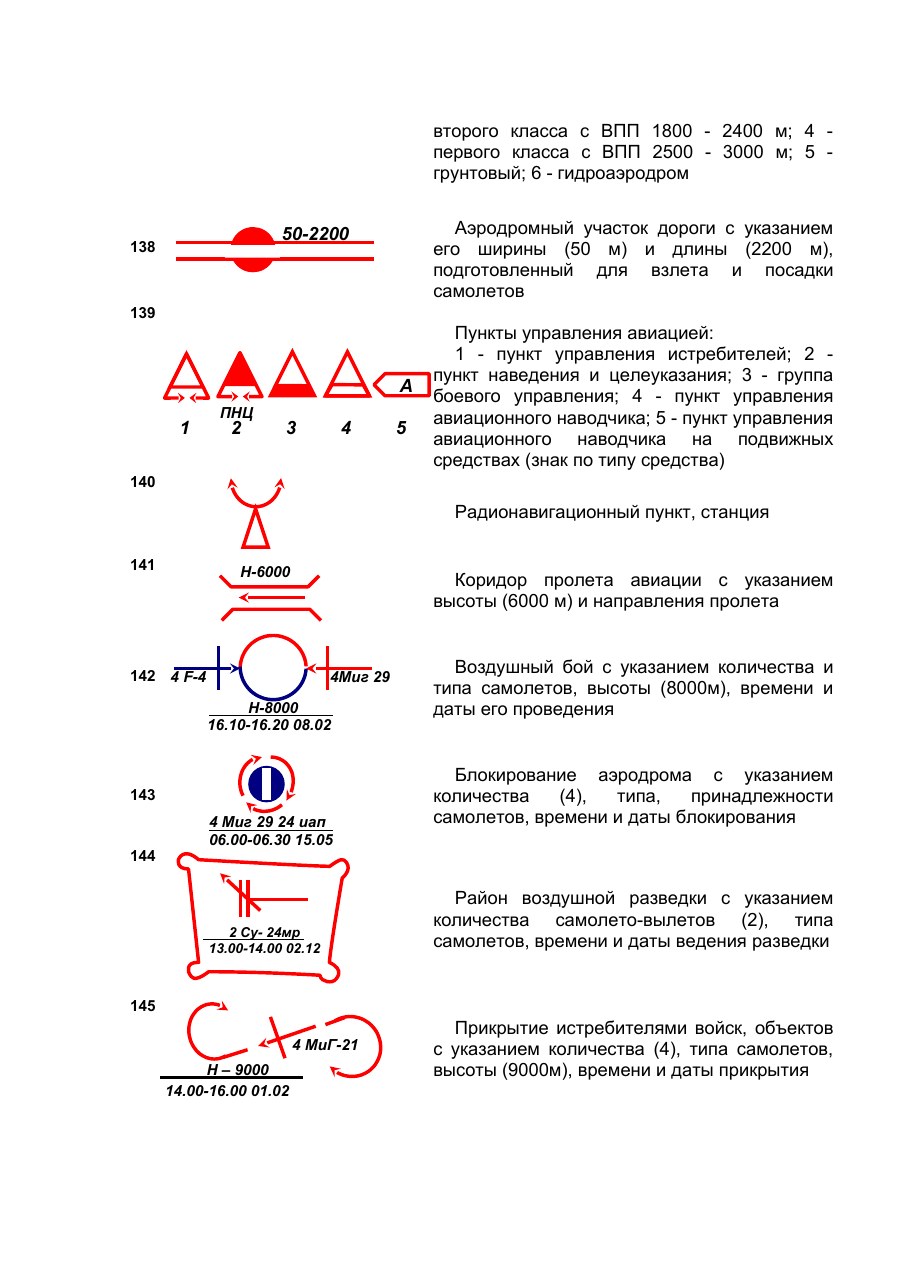 второго класса с ВПП 1800 - 2400 м; 4 -
первого класса с ВПП 2500 - 3000 м; 5 -
грунтовый; 6 - гидроаэродром
138
50-2200
Аэродромный участок дороги с указанием
его ширины (50 м) и длины (2200 м),
подготовленный для взлета и посадки
самолетов
139
А
ПНЦ
1 2 3 4 5
Пункты управления авиацией:
1 - пункт управления истребителей; 2 -
пункт наведения и целеуказания; 3 - группа
боевого управления; 4 - пункт управления
авиационного наводчика; 5 - пункт управления
авиационного наводчика на подвижных
средствах (знак по типу средства)
140
Радионавигационный пункт, станция
141
Н-6000
Коридор пролета авиации с указанием
высоты (6000 м) и направления пролета
142
4 F-4
4Миг 29
Н-8000
16.10-16.20 08.02
Воздушный бой с указанием количества и
типа самолетов, высоты (8000м), времени и
даты его проведения
143
4 Миг 29 24 иап
06.00-06.30 15.05
Блокирование аэродрома с указанием
количества (4), типа, принадлежности
самолетов, времени и даты блокирования
144
2 Су- 24мр
13.00-14.00 02.12
Район воздушной разведки с указанием
количества самолето-вылетов (2), типа
самолетов, времени и даты ведения разведки
145
4 МиГ-21
Н – 9000
14.00-16.00 01.02
Прикрытие истребителями войск, объектов
с указанием количества (4), типа самолетов,
высоты (9000м), времени и даты прикрытия